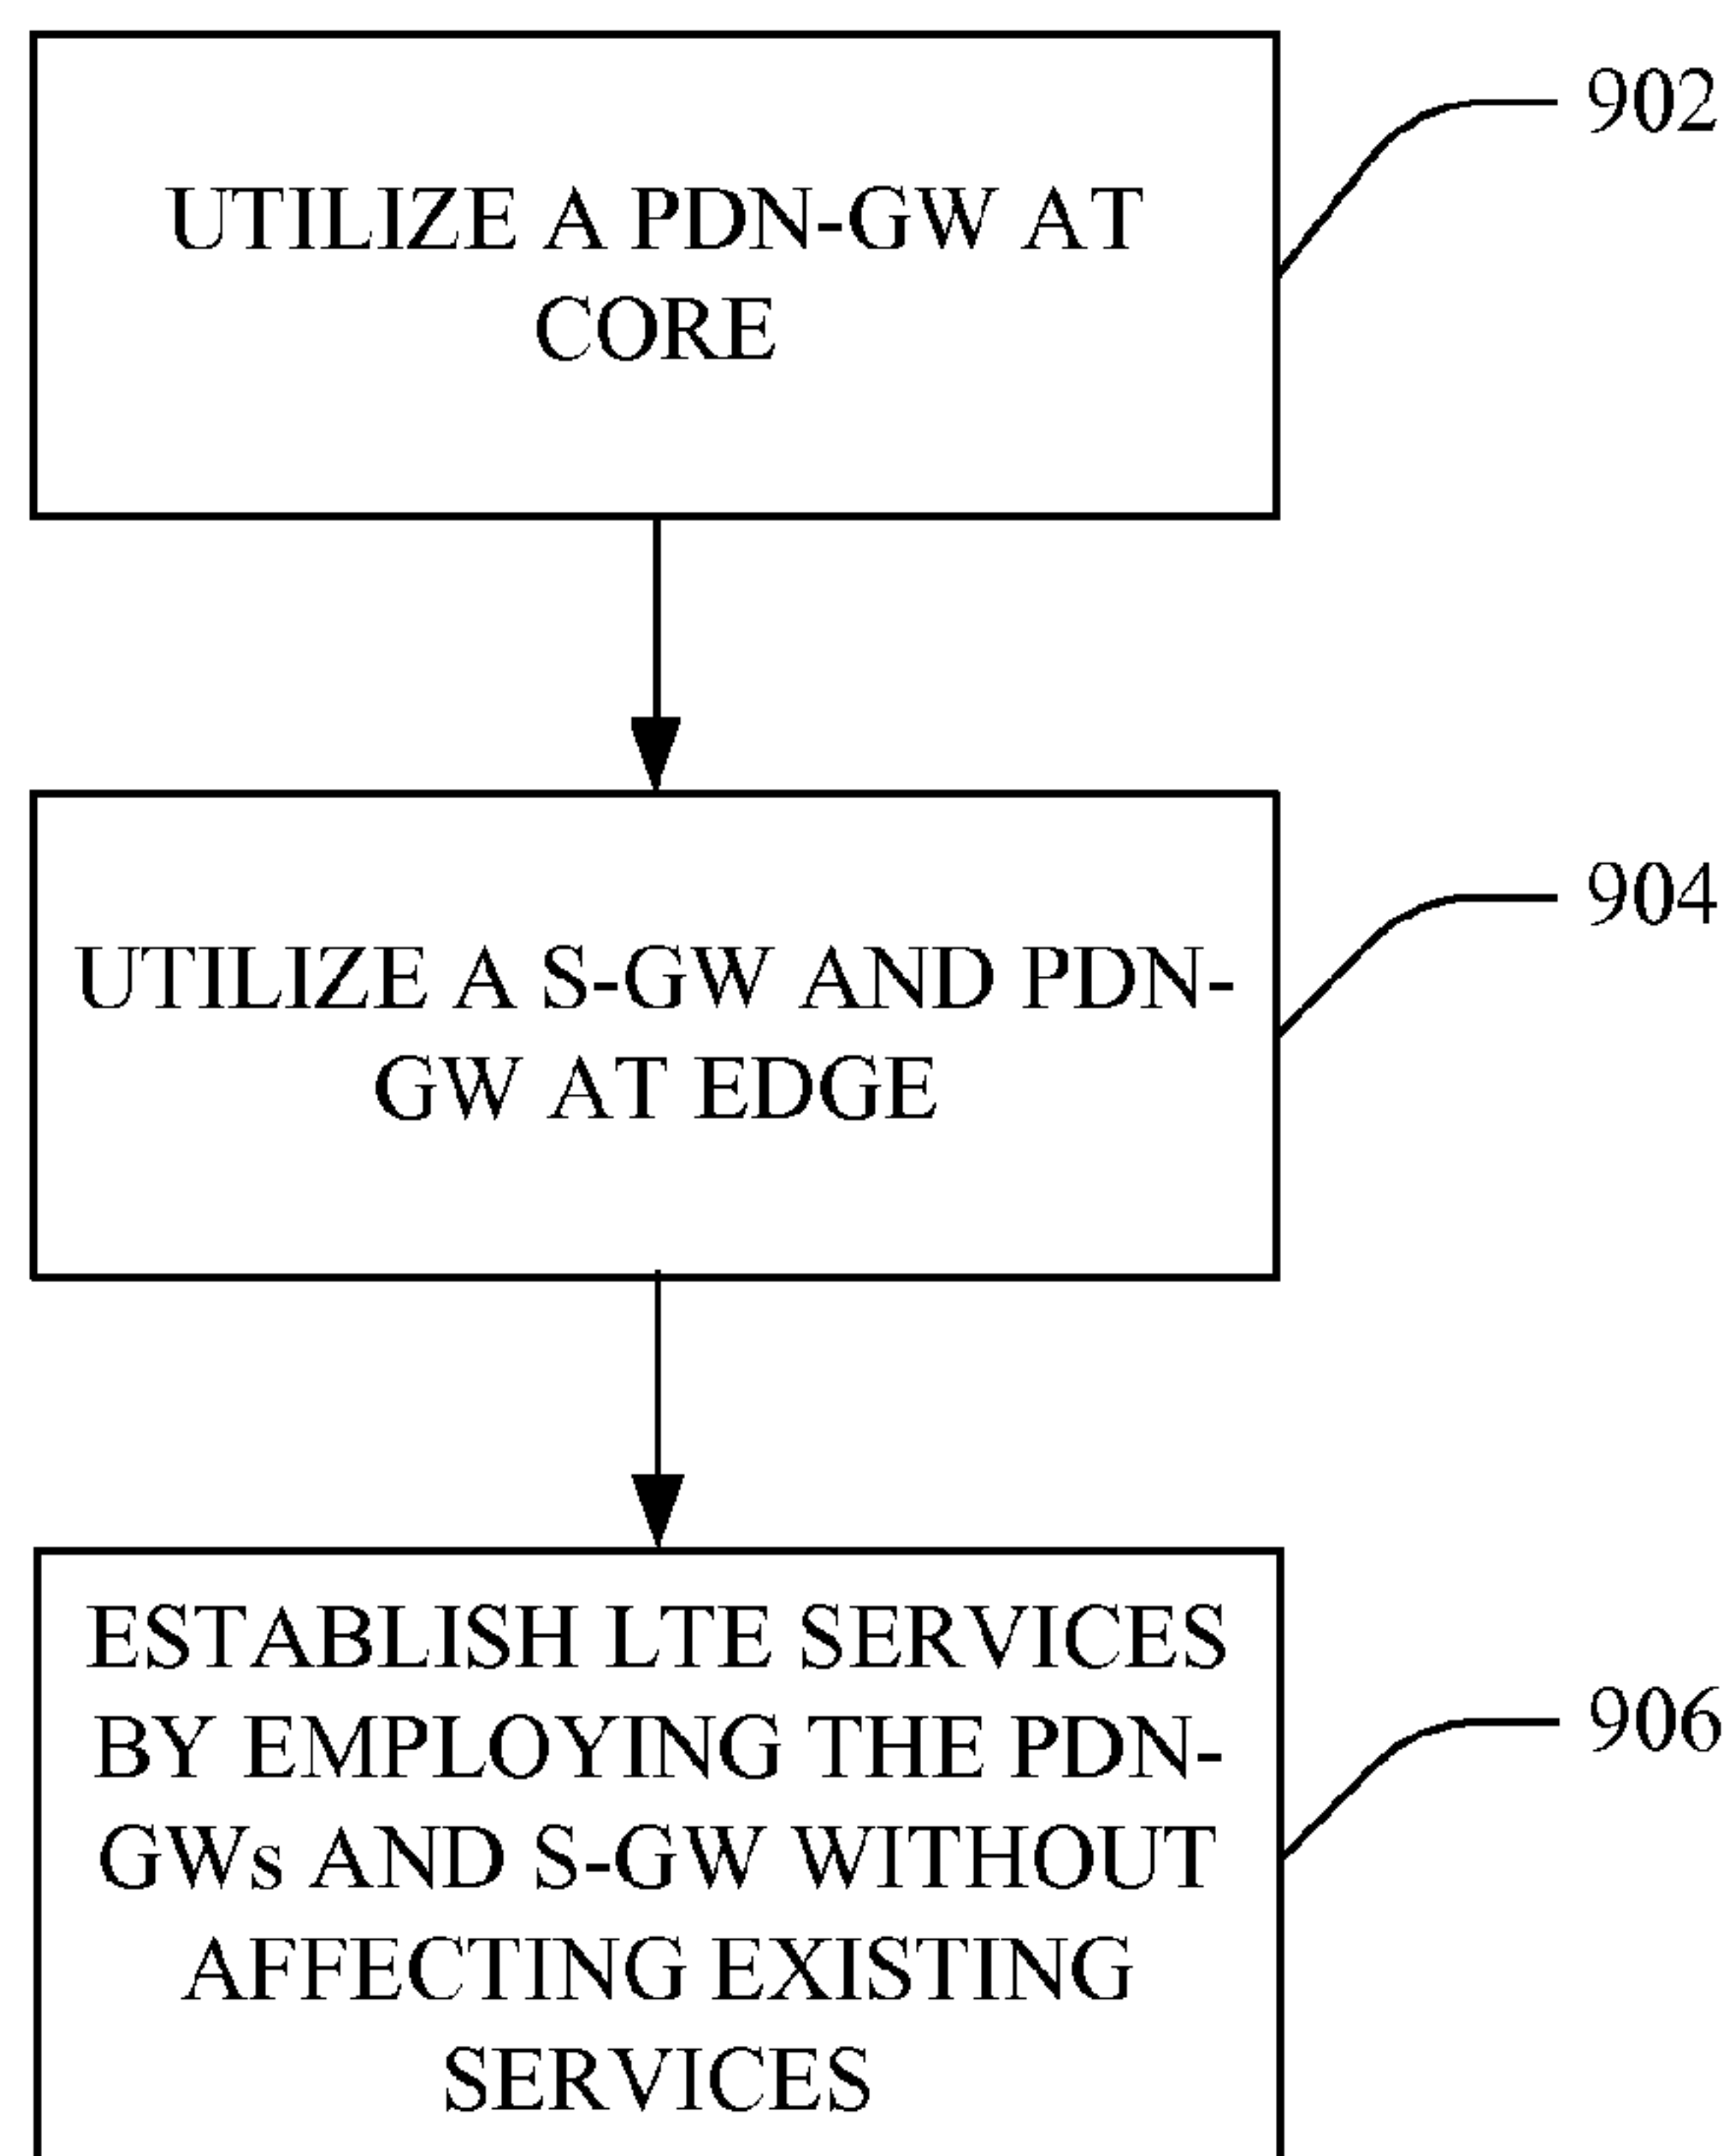 902
UTILIZE A PDN-GW AT
CORE
904
UTILIZE A S-GW AND PDN-
GW AT EDGE
ESTABLISH LTE SERVICES
BY EMPLOYING THE PDN-
906
GWs AND S-GW WITHOUT
AFFECTING EXISTING
SERVICES